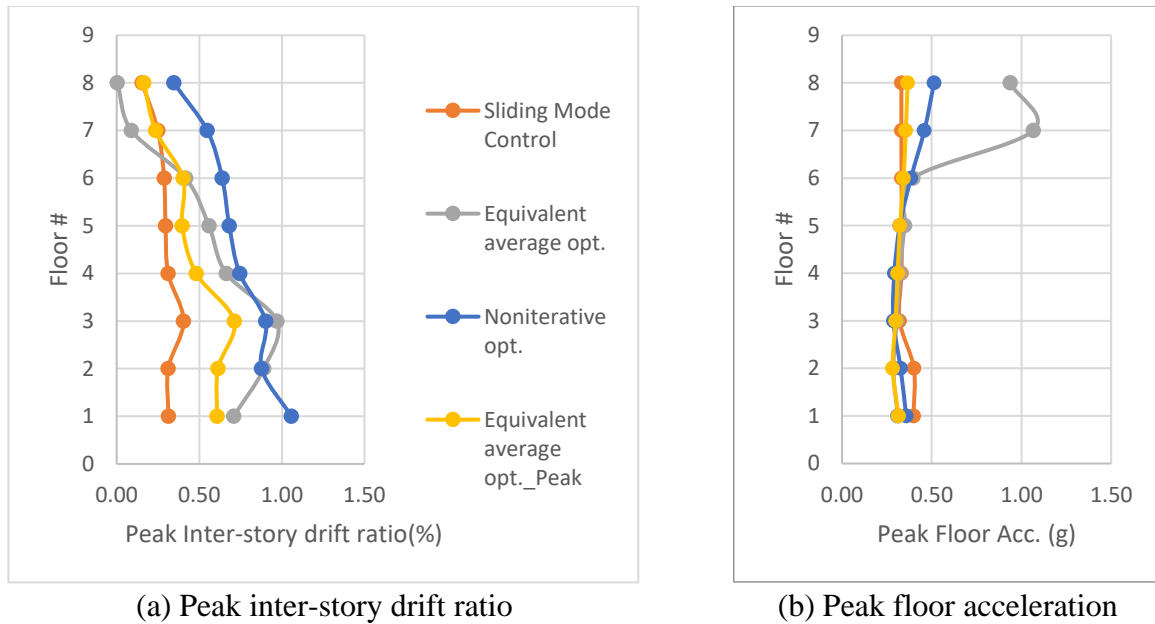 9
8
7
6
5
4
3
2
1
0
Floor #
0.00 0.50 1.00 1.50
Peak Inter-story drift ratio(%)
Sliding Mode
Control
Equivalent
average opt.
Noniterative
opt.
Equivalent
average
opt._Peak
(a) Peak inter-story drift ratio
9
8
7
6
5
4
3
2
1
0
Floor #
0.00 0.50 1.00 1.50
Peak Floor Acc. (g)
(b) Peak floor acceleration